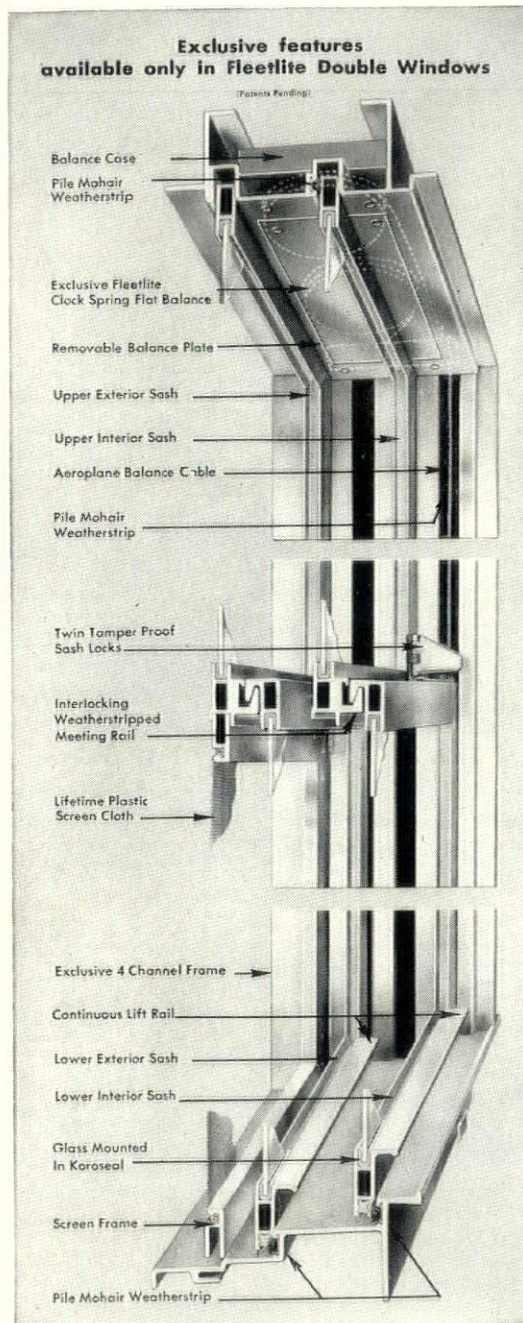 Exclusive features
available only in Fleetlite Double Windows
(Patents Pending)
Balance Case
Pile Mohair
Weatherstrip
Exclusive Fleetlite
Clock Spring Flat Balance
Removable Balance Plate
Upper Exterior Sash
Upper Interior Sash
Aeroplane Balance Cable
Pile Mohair
Weatherstrip
Twin Tamper Proof
Sash Locks
Interlocking
Weatherstripped
Meeting Rail
Lifetime Plastic
Screen Cloth
Exclusive 4 Channel Frame
Continuous Lift Rail
Lower Exterior Sash
Lower Interior Sash
Glass Mounted
In Koroseal
Screen Frame
Pile Mohair Weatherstrip